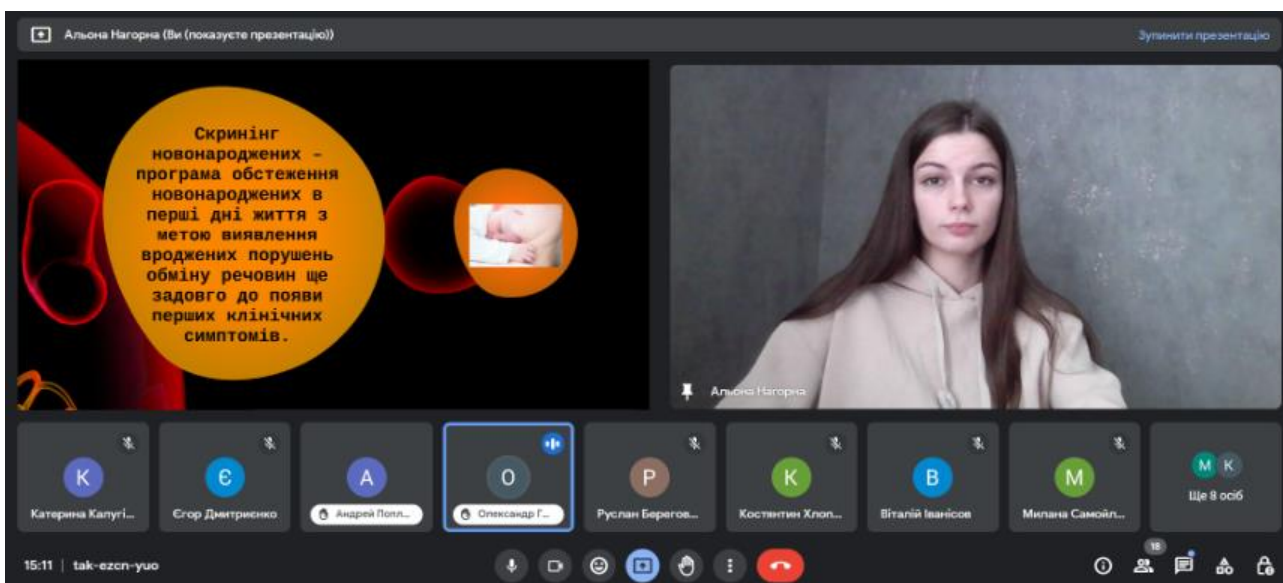 Альона Нагорна (Ви (показуєте презентацію))
Зупинити презентацію
Скринінг
новонароджених –
програма обстеження
новонароджених в
перші дні життя з
метою виявлення
вроджених порушень
обміну речовин ще
задовго до появи
перших клінічних
симптомів.
Альона Нагорна
К
Катерина Калугі...
Є
Єгор Дмитриєнко
А
Андрей Попл...
О
Олександр Г...
Р
Руслан Берегов...
К
Костянтин Хлоп...
В
Віталій Іванісов
М
Милана Самойл...
М К
Ще 8 осіб
15:11 | tak-ezcn-yuo
18